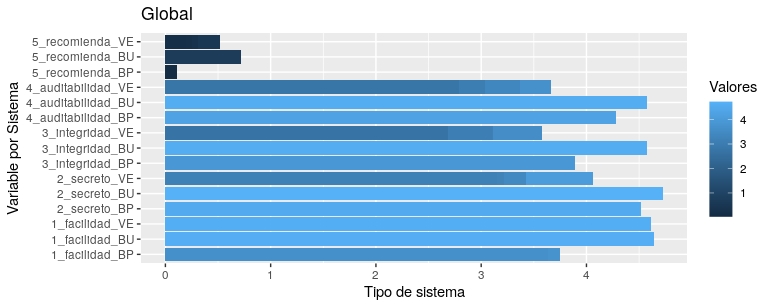 Global
Variable por Sistema
5_recomienda_VE
5_recomienda_BU
5_recomienda_BP
4_auditabilidad_VE
4_auditabilidad_BU
4_auditabilidad_BP
3_integridad_VE
3_integridad_BU
3_integridad_BP
2_secreto_VE
2_secreto_BU
2_secreto_BP
1_facilidad_VE
1_facilidad_BU
1_facilidad_BP
0 1 2 3 4
Tipo de sistema
Valores
4
3
2
1